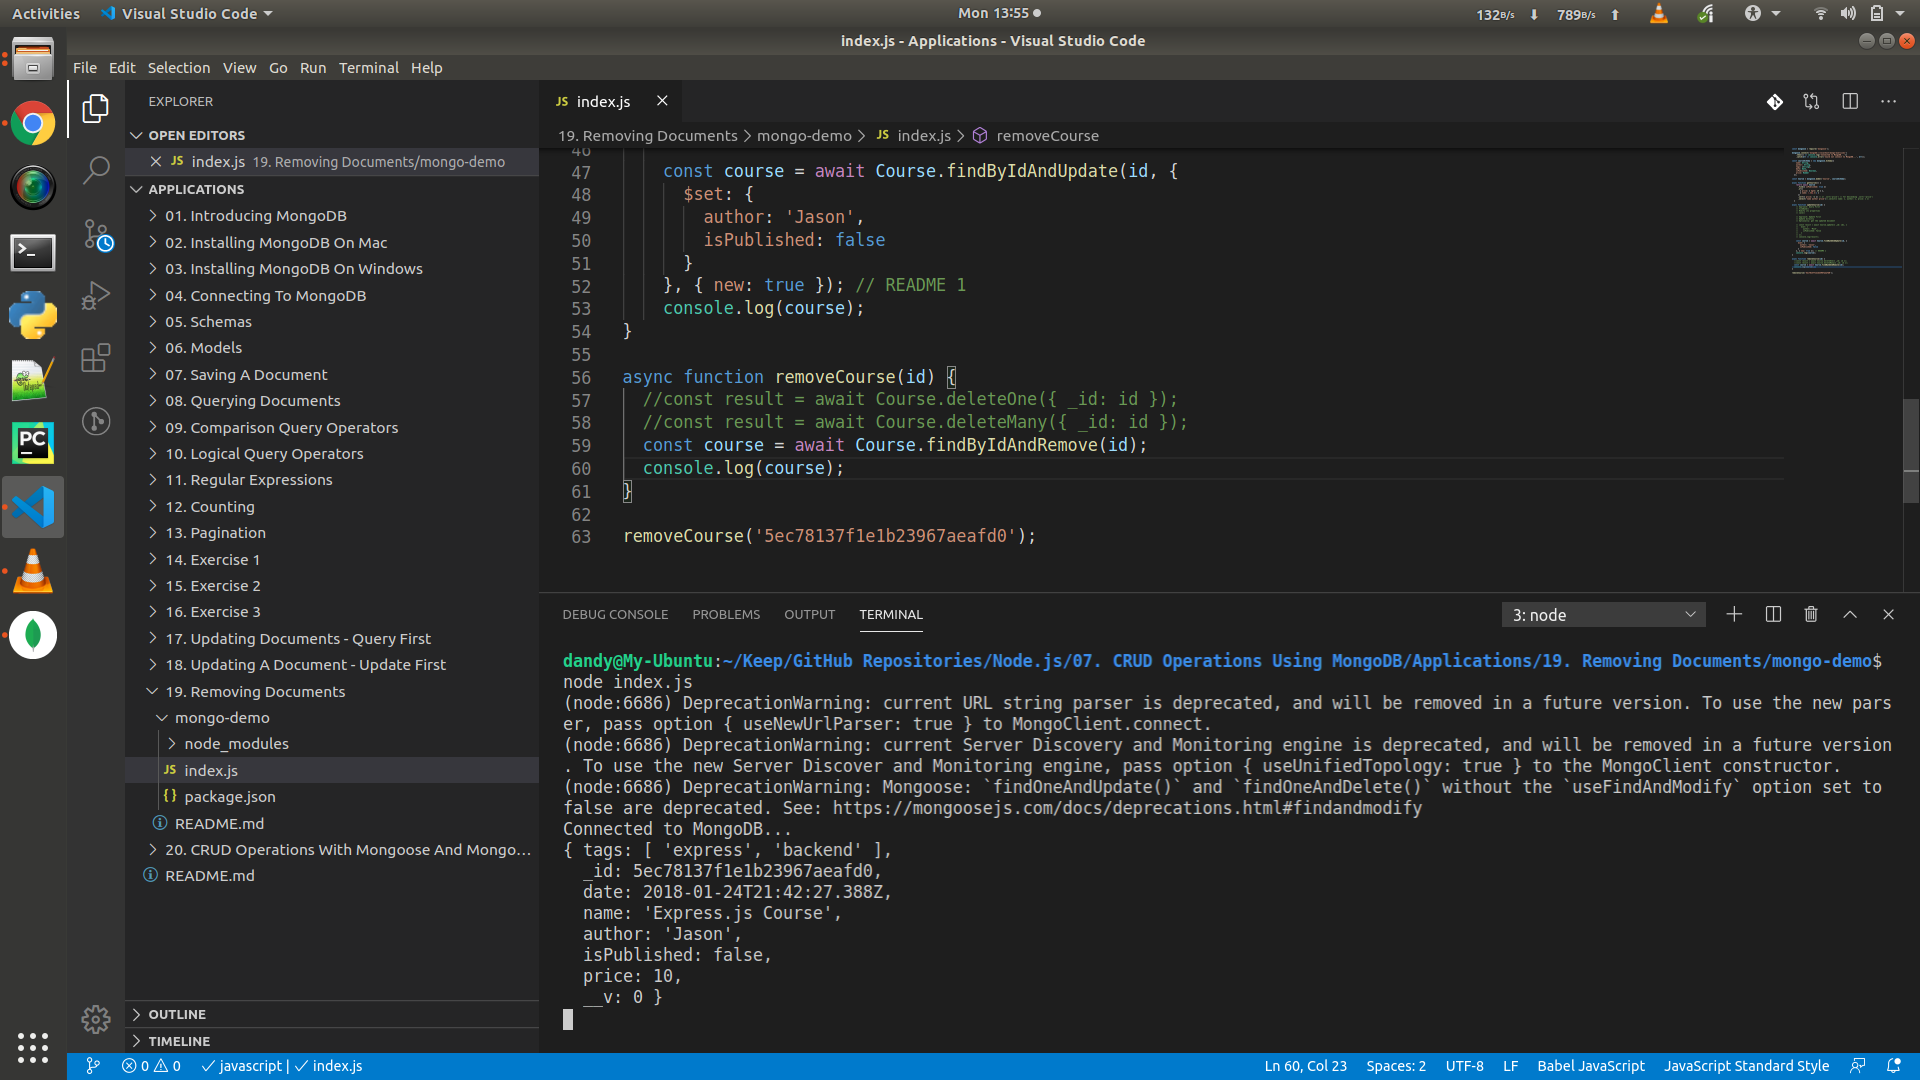 Activities
Visual Studio Code
Mon 13:55
132B/s
789B/s
index.js - Applications - Visual Studio Code
File Edit Selection View Go Run Terminal Help
EXPLORER
OPEN EDITORS
JS index.js 19. Removing Documents/mongo-demo
APPLICATIONS
01. Introducing MongoDB
02. Installing MongoDB On Mac
03. Installing MongoDB On Windows
04. Connecting To MongoDB
05. Schemas
06. Models
07. Saving A Document
08. Querying Documents
09. Comparison Query Operators
10. Logical Query Operators
11. Regular Expressions
12. Counting
13. Pagination
14. Exercise 1
15. Exercise 2
16. Exercise 3
17. Updating Documents - Query First
18. Updating A Document - Update First
19. Removing Documents
mongo-demo
node_modules
JS index.js
{} package.json
README.md
20. CRUD Operations With Mongoose And Mongo...
README.md
OUTLINE
TIMELINE
JS index.js
19. Removing Documents > mongo-demo > JS index.js > removeCourse
46
47 const course = await Course.findByIdAndUpdate(id, {
48 $set: {
49 author: 'Jason',
50 isPublished: false
51 }
52 }, { new: true }); // README 1
53 console.log(course);
54 }
55
56 async function removeCourse(id) {
57 //const result = await Course.deleteOne({ _id: id });
58 //const result = await Course.deleteMany({ _id: id });
59 const course = await Course.findByIdAndRemove(id);
60 console.log(course);
61 }
62
63 removeCourse('5ec78137f1e1b23967aeafd0');
DEBUG CONSOLE PROBLEMS OUTPUT TERMINAL
3: node
dandy@My-Ubuntu:~/Keep/GitHub Repositories/Node.js/07. CRUD Operations Using MongoDB/Applications/19. Removing Documents/mongo-demo$
node index.js
(node:6686) DeprecationWarning: current URL string parser is deprecated, and will be removed in a future version. To use the new pars
er, pass option { useNewUrlParser: true } to MongoClient.connect.
(node:6686) DeprecationWarning: current Server Discovery and Monitoring engine is deprecated, and will be removed in a future version
. To use the new Server Discover and Monitoring engine, pass option { useUnifiedTopology: true } to the MongoClient constructor.
(node:6686) DeprecationWarning: Mongoose: `findOneAndUpdate()` and `findOneAndDelete()` without the `useFindAndModify` option set to
false are deprecated. See: https://mongoosejs.com/docs/deprecations.html#findandmodify
Connected to MongoDB...
{ tags: [ 'express', 'backend' ],
_id: 5ec78137f1e1b23967aeafd0,
date: 2018-01-24T21:42:27.388Z,
name: 'Express.js Course',
author: 'Jason',
isPublished: false,
price: 10,
__v: 0 }
PC
0 0 javascript | index.js
Ln 60, Col 23 Spaces: 2 UTF-8 LF Babel JavaScript JavaScript Standard Style